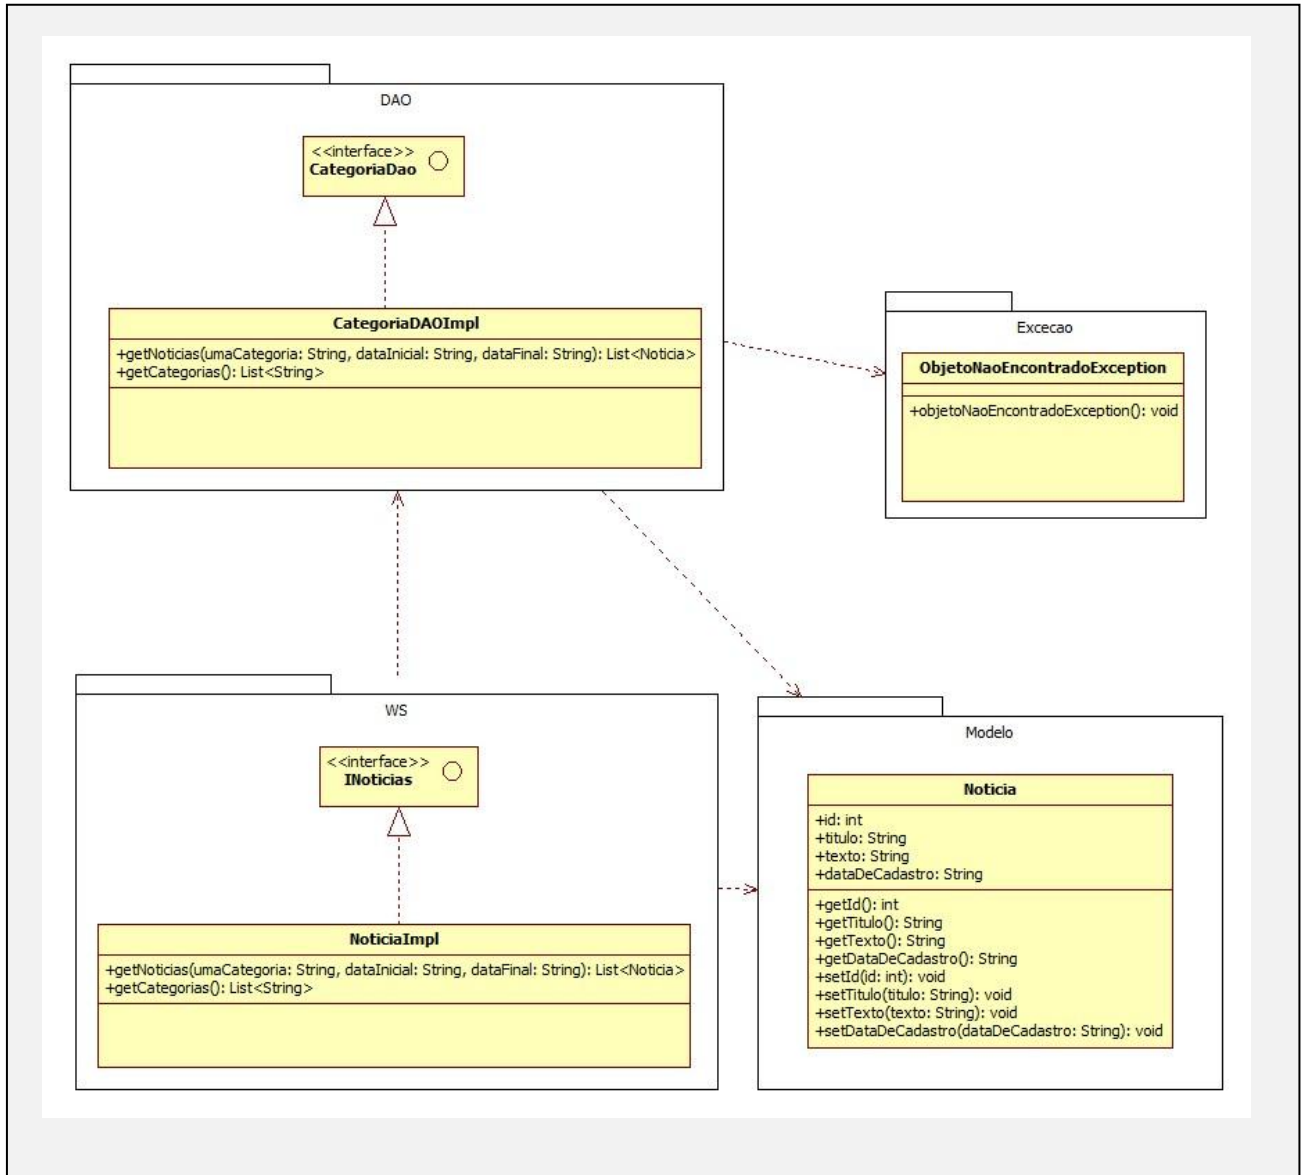 DAO
<<interface>>
CategoriaDao
CategoriaDAOImpl
+getNoticias(umaCategoria: String, dataInicial: String, dataFinal: String): List<Noticia>
+getCategorias(): List<String>
Excecao
ObjetoNaoEncontradoException
+objetoNaoEncontradoException(): void
WS
<<interface>>
INoticias
NoticiaImpl
+getNoticias(umaCategoria: String, dataInicial: String, dataFinal: String): List<Noticia>
+getCategorias(): List<String>
Modelo
Noticia
+id: int
+titulo: String
+texto: String
+dataDeCadastro: String
+getId(): int
+getTitulo(): String
+getTexto(): String
+getDataDeCadastro(): String
+setId(id: int): void
+setTitulo(titulo: String): void
+setTexto(texto: String): void
+setDataDeCadastro(dataDeCadastro: String): void